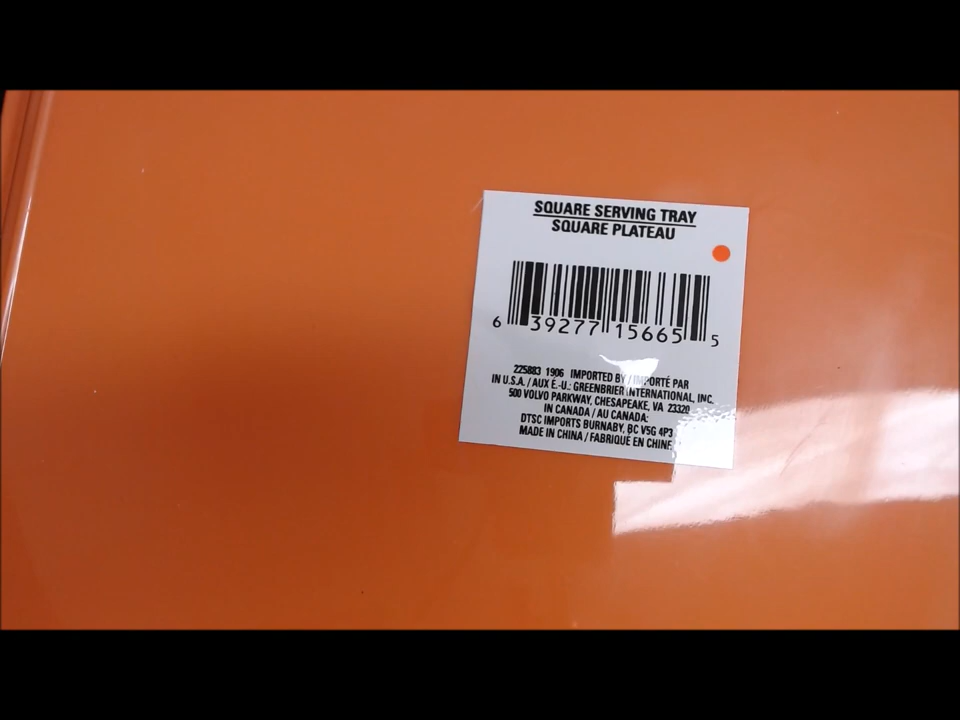 SQUARE SERVING TRAY
SQUARE PLATEAU
6 39277 15665 5
225883 1906 IMPORTED BY / IMPORTÉ PAR
IN U.S.A. / AUX É.-U.: GREENBRIER INTERNATIONAL, INC.
500 VOLVO PARKWAY, CHESAPEAKE, VA 23320
IN CANADA / AU CANADA:
DTSC IMPORTS BURNABY, BC V5G 4P3
MADE IN CHINA / FABRIQUÉ EN CHINE